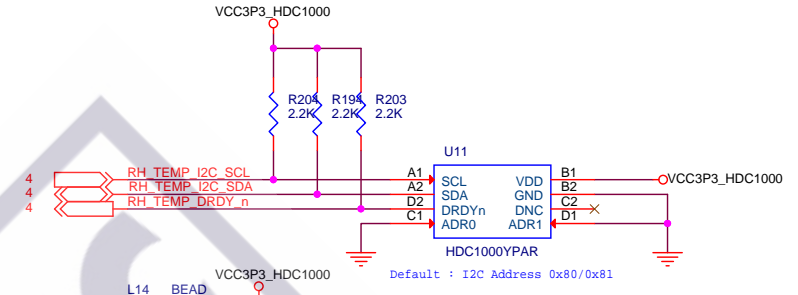 VCC3P3_HDC1000
R204 R194 R203
2.2K 2.2K 2.2K
U11
4 RH_TEMP_I2C_SCL A1 SCL VDD B1 VCC3P3_HDC1000
4 RH_TEMP_I2C_SDA A2 SDA GND B2
4 RH_TEMP_DRDY_n D2 DRDYn DNC C2
C1 ADR0 ADR1 D1
HDC1000YPAR
VCC3P3_HDC1000 Default : I2C Address 0x80/0x81
L14 BEAD